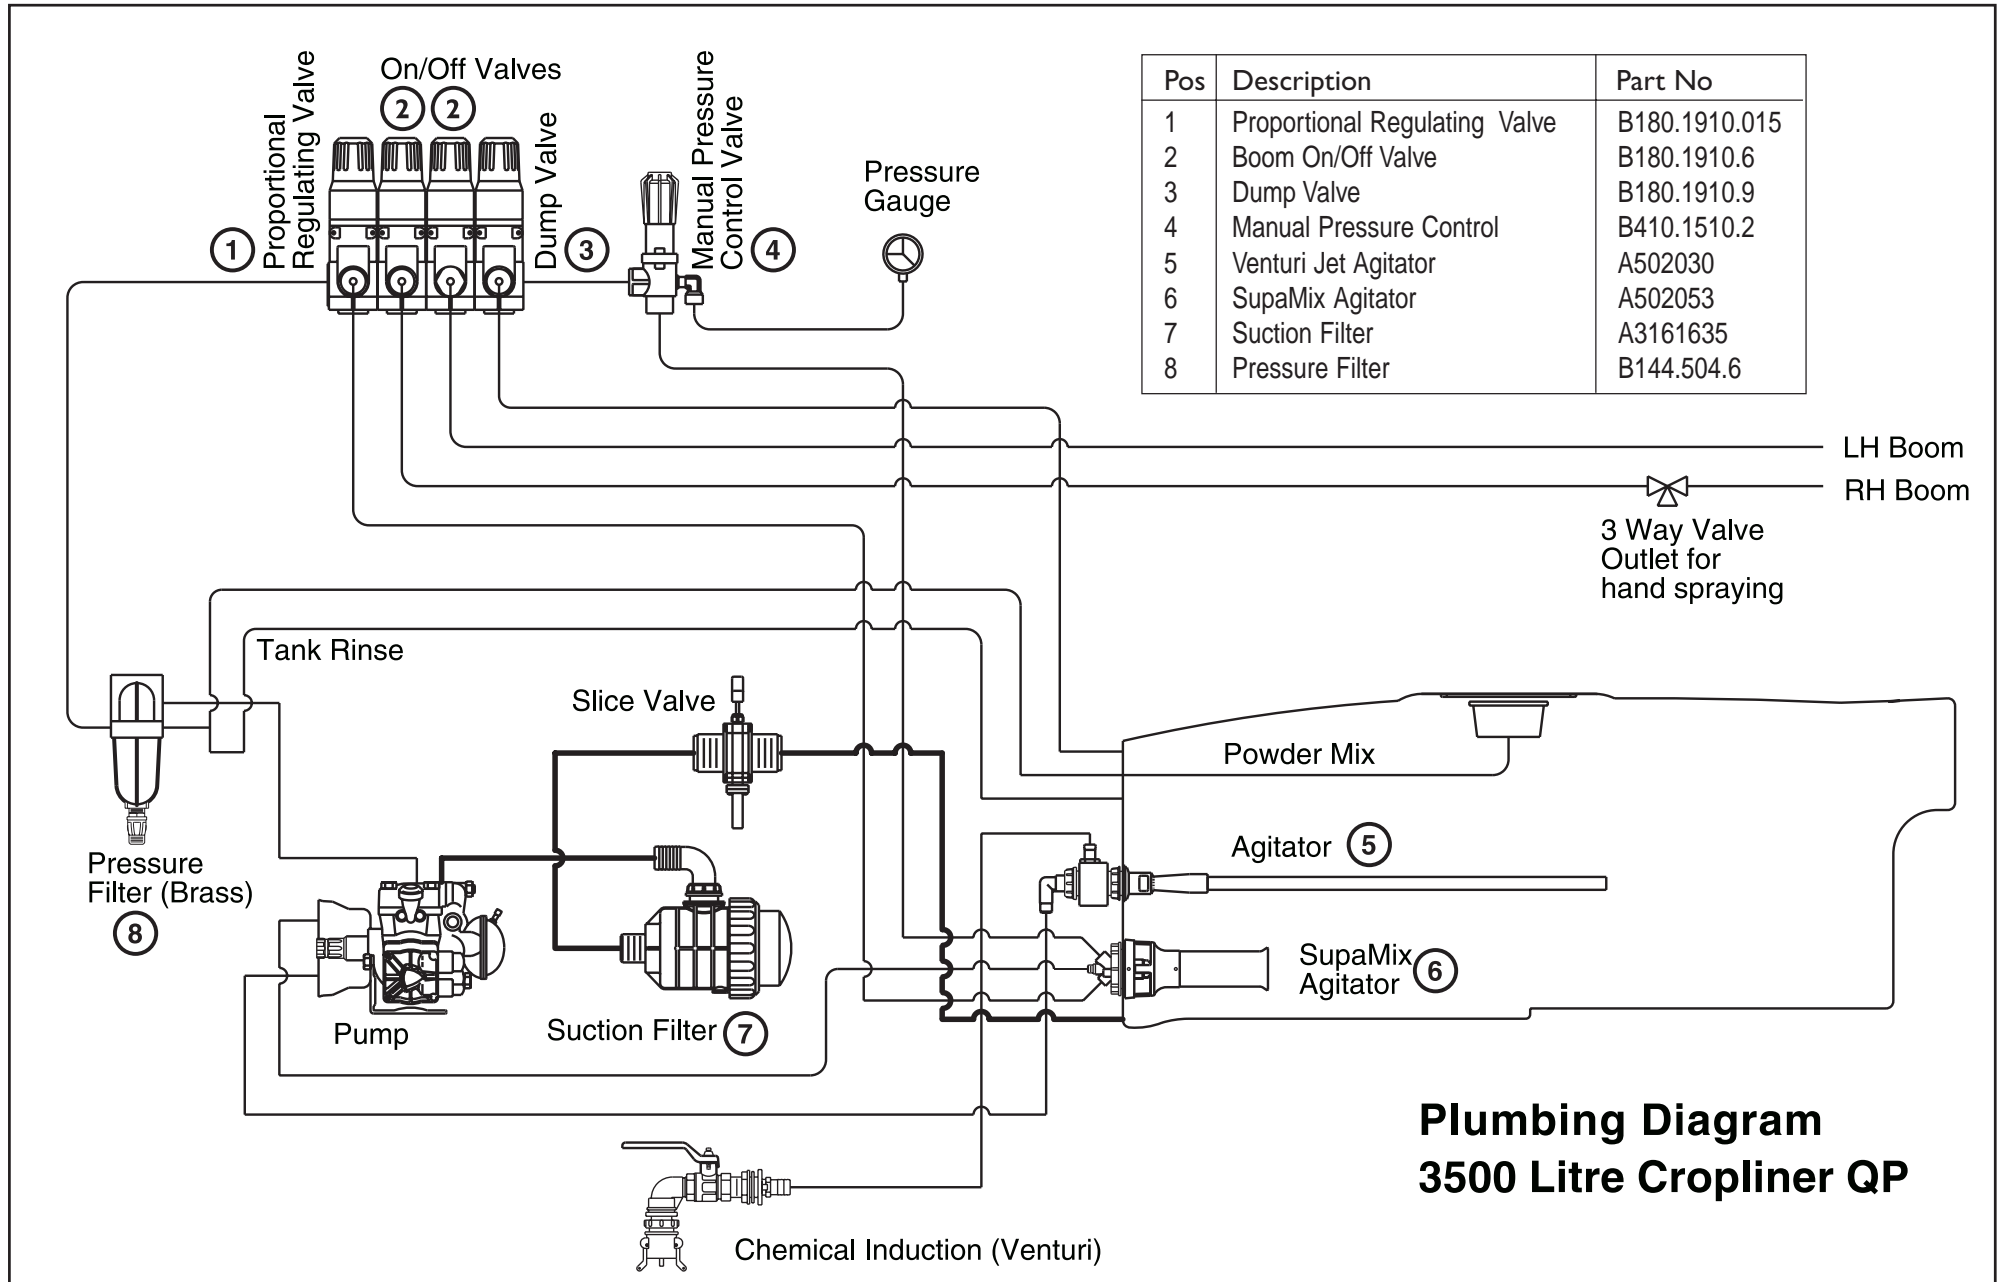 Proportional
Regulating Valve
On/Off Valves
2 2
Dump Valve
Manual Pressure
Control Valve
1
3
4
Pressure
Gauge
Pos Description Part No
1 Proportional Regulating Valve B180.1910.015
2 Boom On/Off Valve B180.1910.6
3 Dump Valve B180.1910.9
4 Manual Pressure Control B410.1510.2
5 Venturi Jet Agitator A502030
6 SupaMix Agitator A502053
7 Suction Filter A3161635
8 Pressure Filter B144.504.6
LH Boom
RH Boom
3 Way Valve
Outlet for
hand spraying
Tank Rinse
Slice Valve
Powder Mix
Pressure
Filter (Brass)
8
Agitator 5
SupaMix
Agitator
6
Pump
Suction Filter 7
Chemical Induction (Venturi)
Plumbing Diagram
3500 Litre Cropliner QP